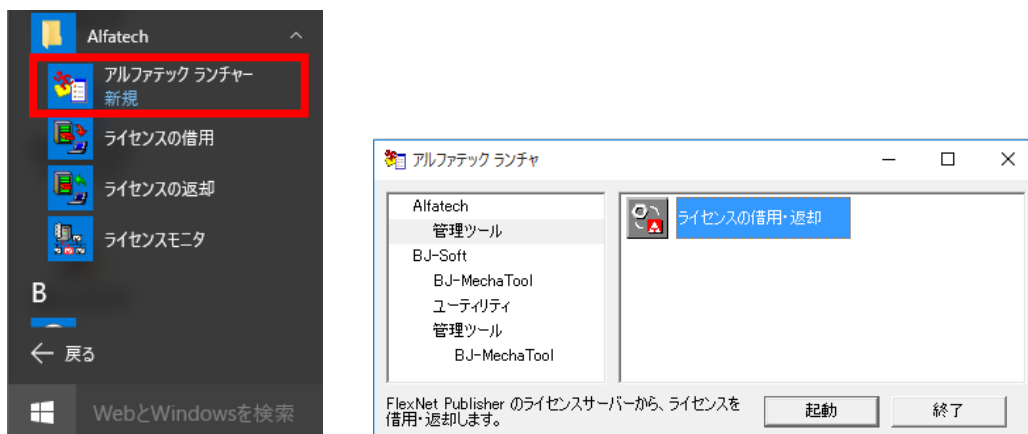 Alfatech
アルファテック ランチャー
新規
ライセンスの借用
ライセンスの返却
ライセンスモニタ
B
戻る
WebとWindowsを検索
アルファテック ランチャ
Alfatech
管理ツール
BJ-Soft
BJ-MechaTool
ユーティリティ
管理ツール
BJ-MechaTool
ライセンスの借用・返却
FlexNet Publisher のライセンスサーバーから、ライセンスを
借用・返却します。
起動
終了